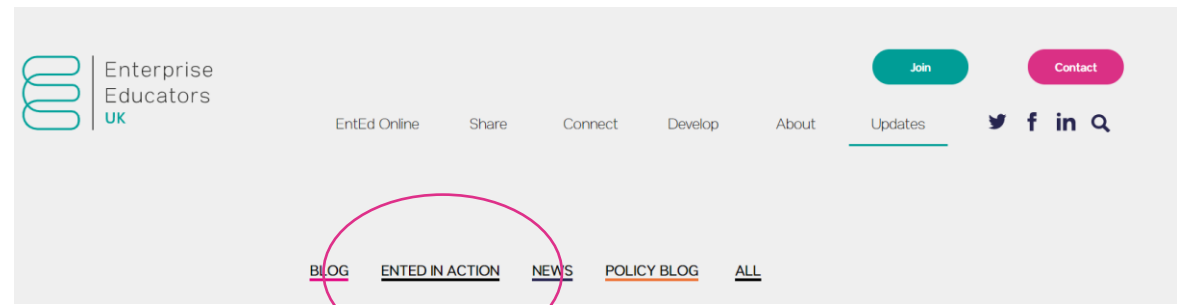 Enterprise
Educators
UK
Join
Contact
EntEd Online Share Connect Develop About Updates
BLOG ENTED IN ACTION NEWS POLICY BLOG ALL